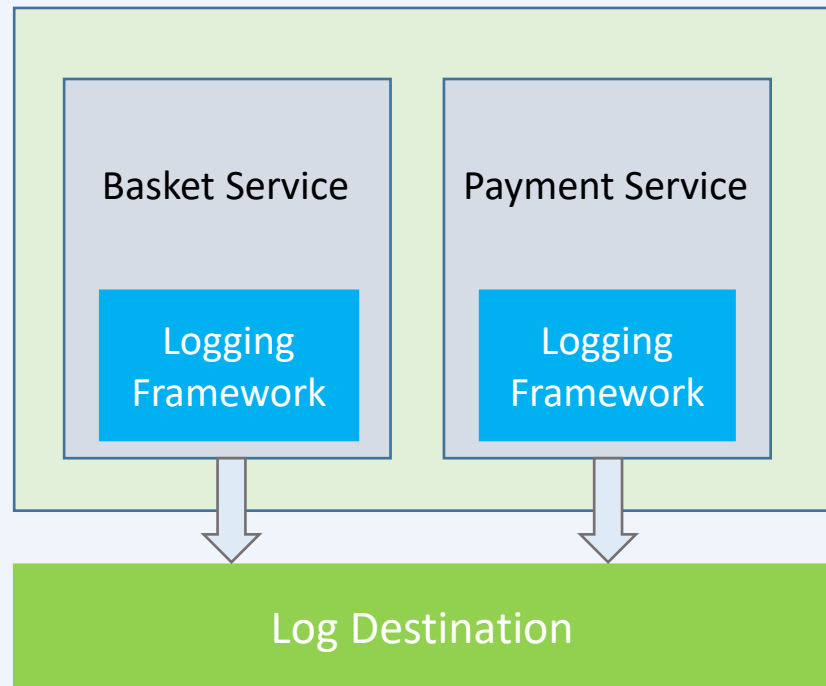 Basket Service
Payment Service
Logging
Framework
Logging
Framework
Log Destination